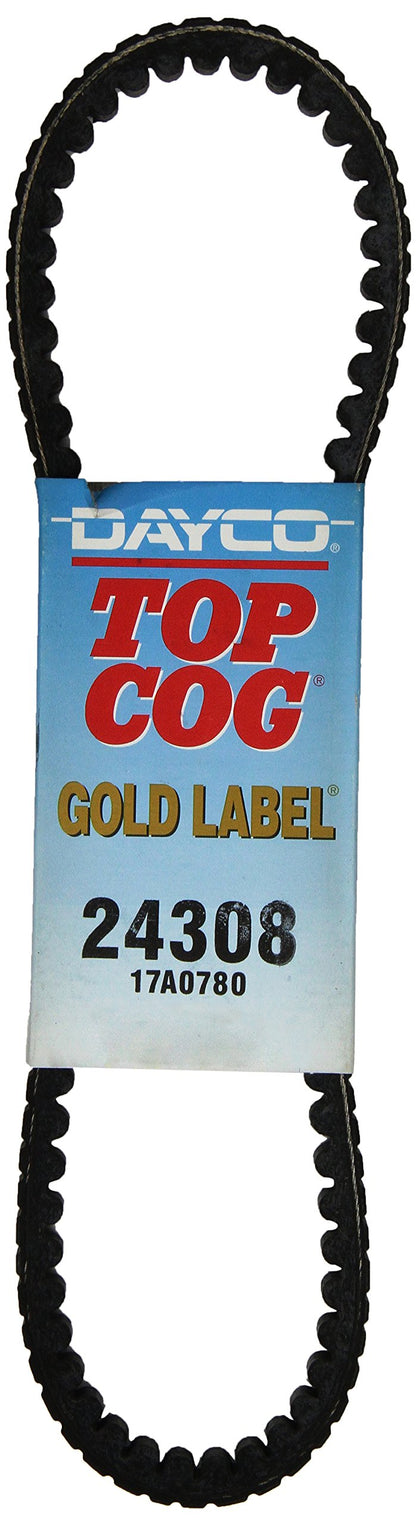 DAYCO®
TOP
COG®
GOLD LABEL®
24308
17A0780